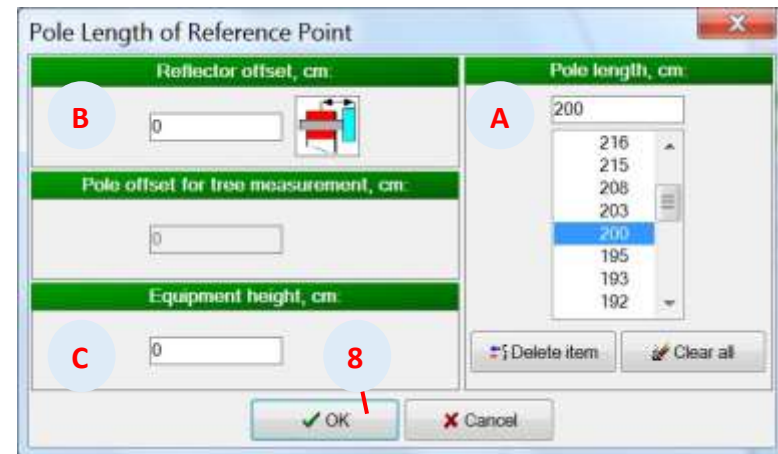 Pole Length of Reference Point
Reflector offset, cm:
B
0
Pole offset for tree measurement, cm:
0
Equipment height, cm:
C
0
8
Pole length, cm:
A
200
216
215
208
203
200
195
193
192
Delete item
Clear all
OK
Cancel